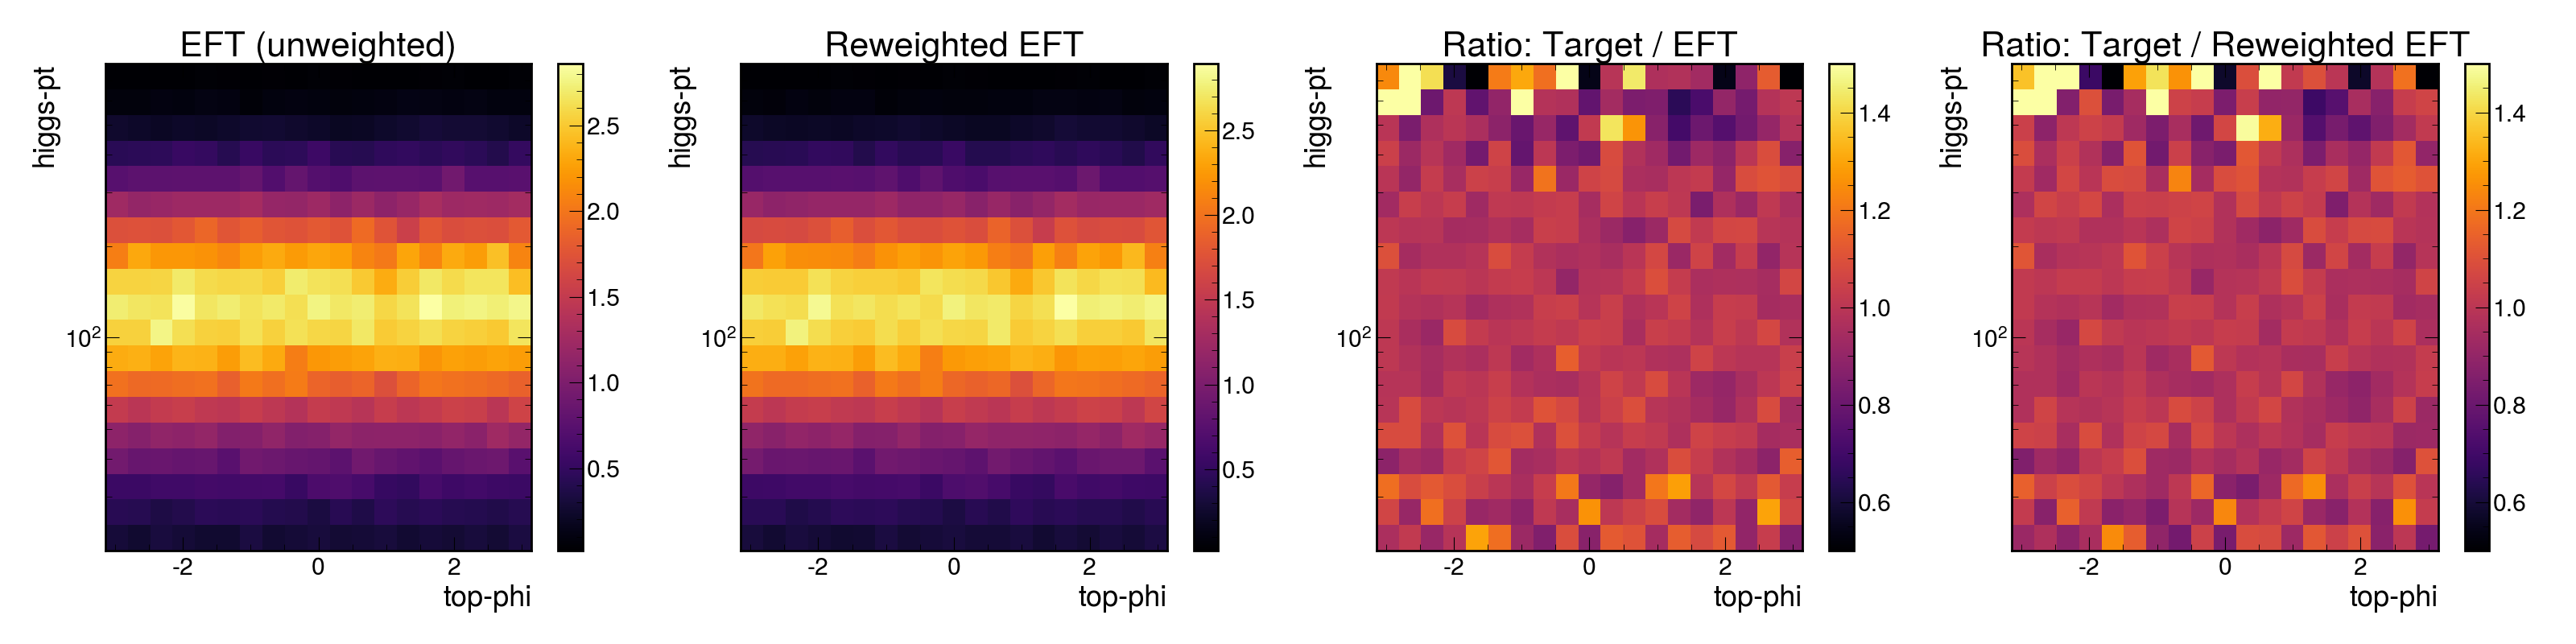 EFT (unweighted)
higgs-pt
10²
-2 0 2
top-phi
2.5
2.0
1.5
1.0
0.5
Reweighted EFT
higgs-pt
10²
-2 0 2
top-phi
2.5
2.0
1.5
1.0
0.5
Ratio: Target / EFT
higgs-pt
10²
-2 0 2
top-phi
1.4
1.2
1.0
0.8
0.6
Ratio: Target / Reweighted EFT
higgs-pt
10²
-2 0 2
top-phi
1.4
1.2
1.0
0.8
0.6